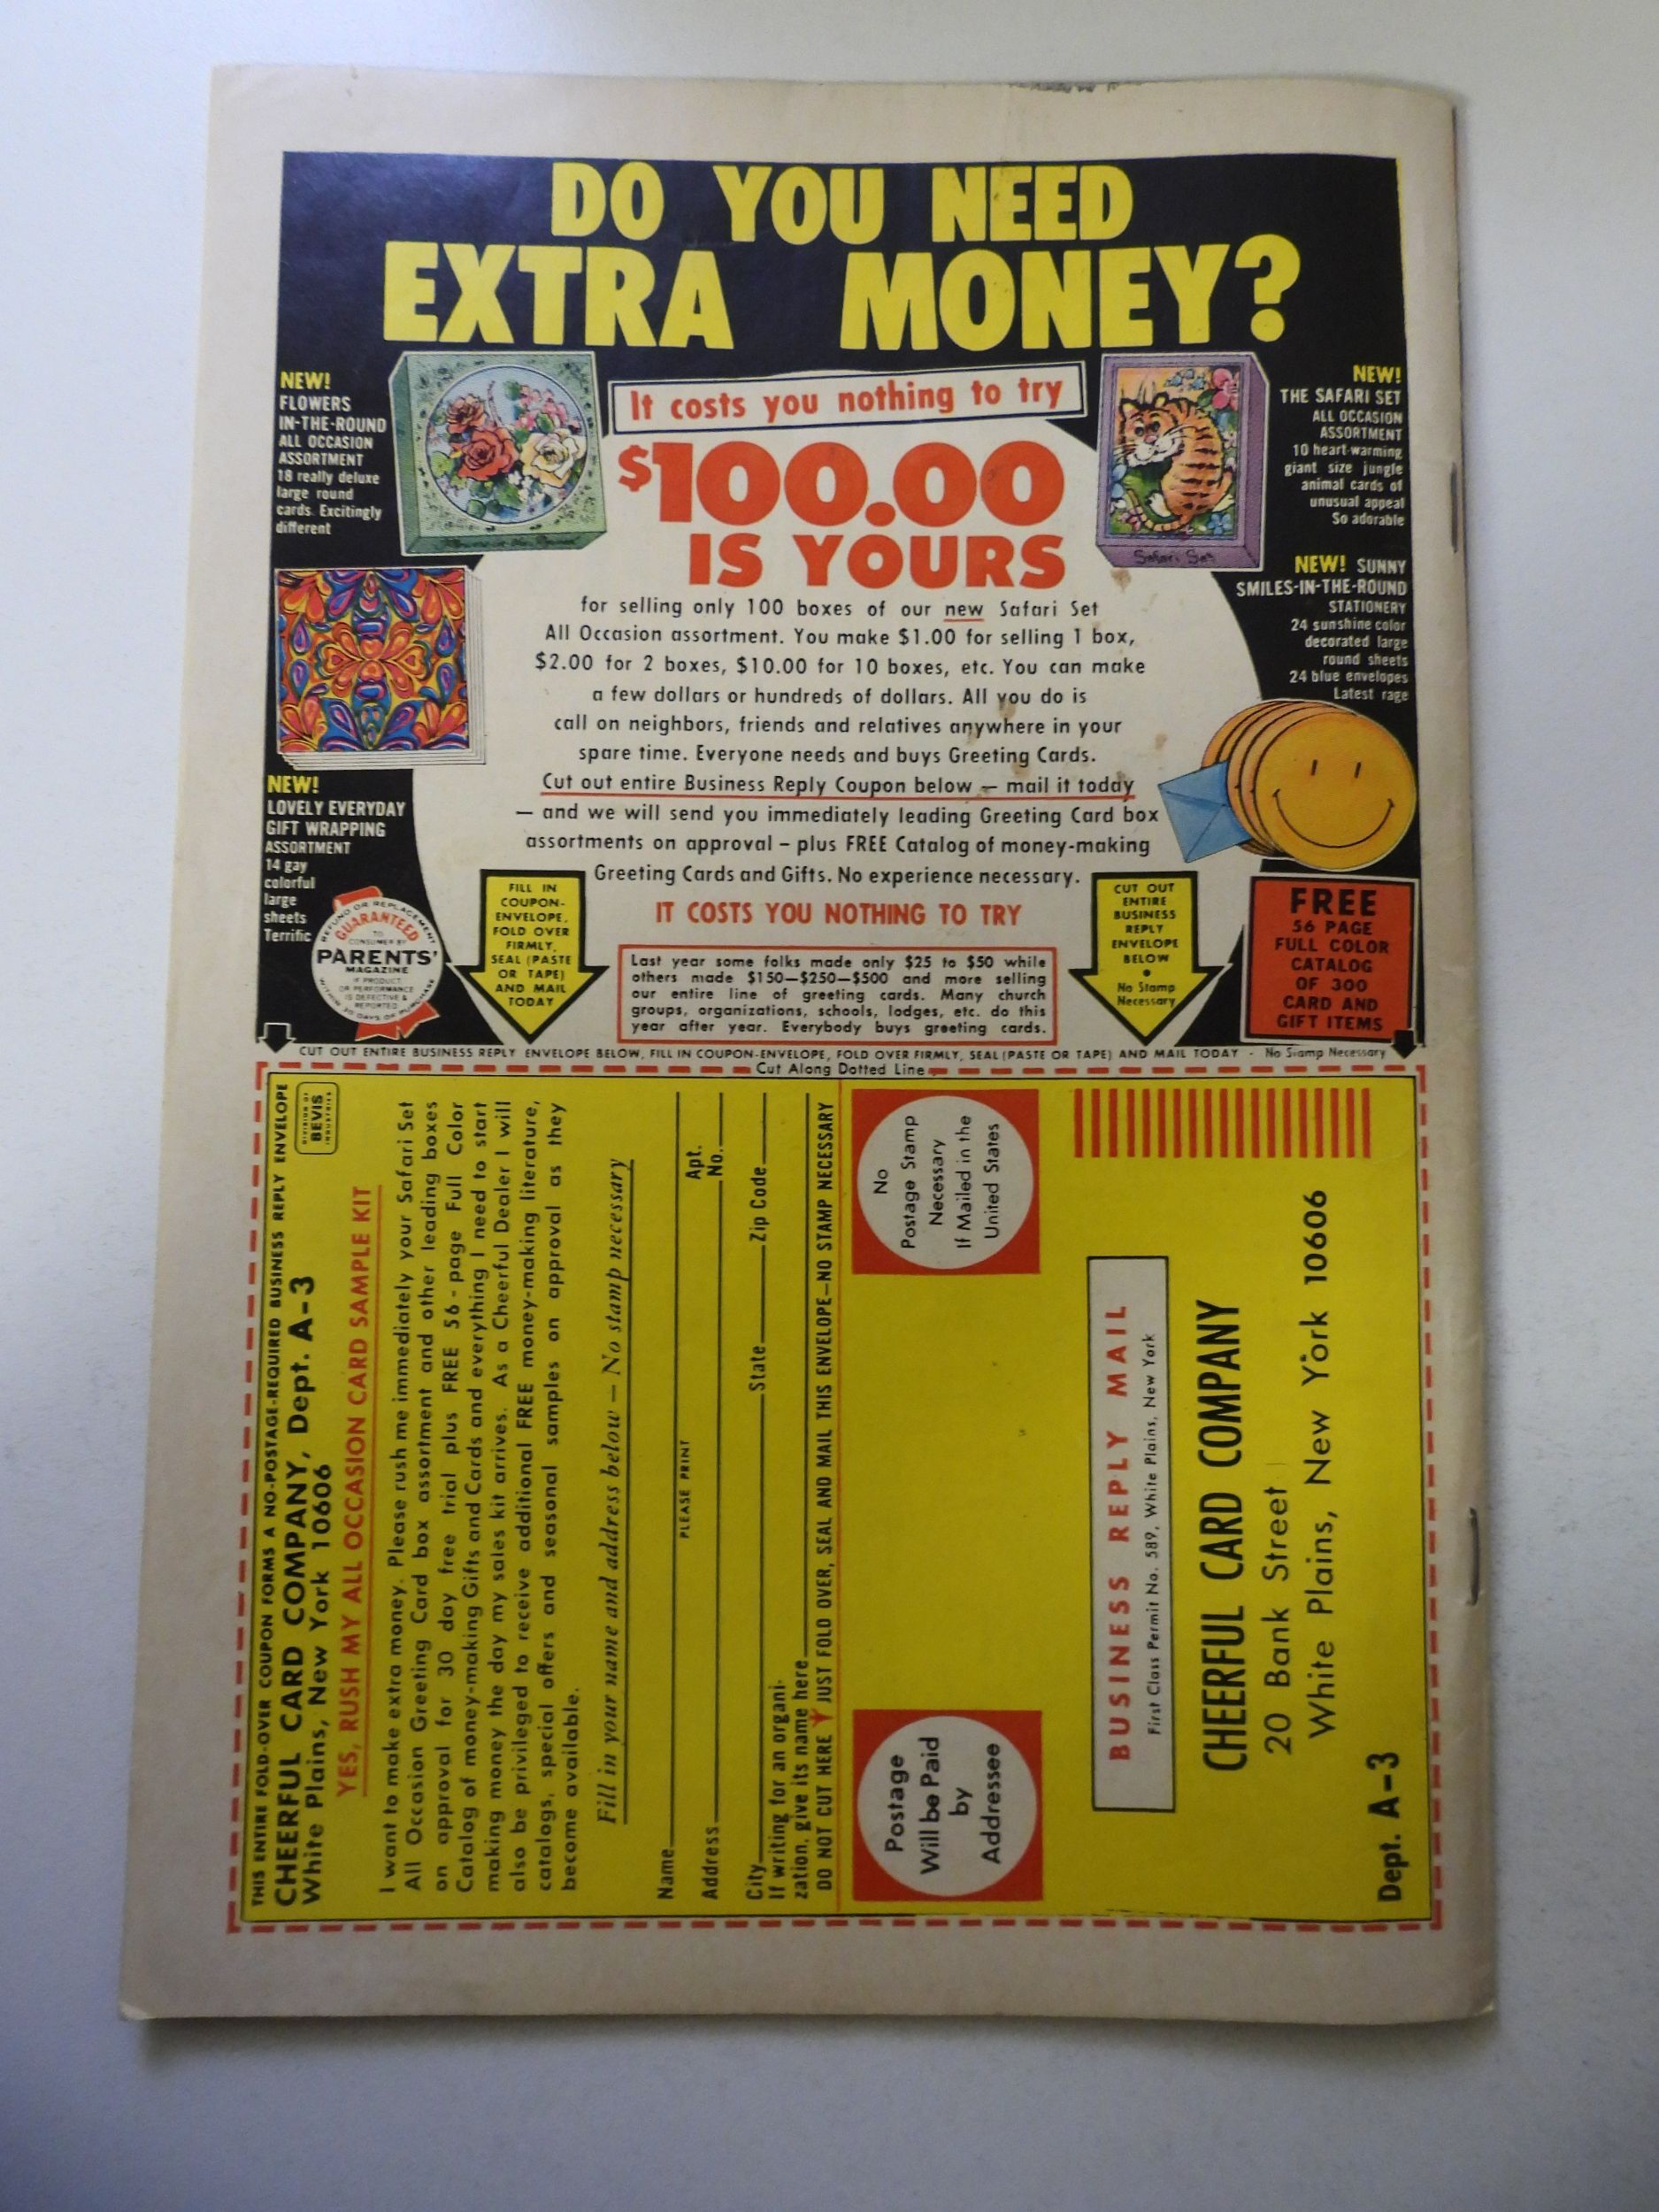 DO YOU NEED
EXTRA MONEY?
NEW!
FLOWERS
IN-THE-ROUND
ALL OCCASION
ASSORTMENT
18 really deluxe
large round
cards. Excitingly
different
It costs you nothing to try
$100.00
IS YOURS
Safari Set
NEW!
THE SAFARI SET
ALL OCCASION
ASSORTMENT
10 heart-warming
giant size jungle
animal cards of
unusual appeal
So adorable
NEW! SUNNY
SMILES-IN-THE-ROUND
STATIONERY
24 sunshine color
decorated large
round sheets
24 blue envelopes
Latest rage
for selling only 100 boxes of our new Safari Set
All Occasion assortment. You make $1.00 for selling 1 box,
$2.00 for 2 boxes, $10.00 for 10 boxes, etc. You can make
a few dollars or hundreds of dollars. All you do is
call on neighbors, friends and relatives anywhere in your
spare time. Everyone needs and buys Greeting Cards.
Cut out entire Business Reply Coupon below — mail it today
— and we will send you immediately leading Greeting Card box
assortments on approval – plus FREE Catalog of money-making
Greeting Cards and Gifts. No experience necessary.
IT COSTS YOU NOTHING TO TRY
NEW!
LOVELY EVERYDAY
GIFT WRAPPING
ASSORTMENT
14 gay
colorful
large
sheets
Terrific
REFUND OR REPLACEMENT
GUARANTEED
TO
CONSUMER BY
PARENTS'
MAGAZINE
IF PRODUCT
OR PERFORMANCE
IS DEFECTIVE &
REPORTED
WITHIN 30 DAYS OF PURCHASE
FILL IN
COUPON-
ENVELOPE,
FOLD OVER
FIRMLY,
SEAL (PASTE
OR TAPE)
AND MAIL
TODAY
Last year some folks made only $25 to $50 while
others made $150—$250—$500 and more selling
our entire line of greeting cards. Many church
groups, organizations, schools, lodges, etc. do this
year after year. Everybody buys greeting cards.
CUT OUT
ENTIRE
BUSINESS
REPLY
ENVELOPE
BELOW
•
No Stamp
Necessary
FREE
56 PAGE
FULL COLOR
CATALOG
OF 300
CARD AND
GIFT ITEMS
CUT OUT ENTIRE BUSINESS REPLY ENVELOPE BELOW, FILL IN COUPON-ENVELOPE, FOLD OVER FIRMLY, SEAL (PASTE OR TAPE) AND MAIL TODAY - No Stamp Necessary
Cut Along Dotted Line
THIS ENTIRE FOLD-OVER COUPON FORMS A NO-POSTAGE-REQUIRED BUSINESS REPLY ENVELOPE
CHEERFUL CARD COMPANY, Dept. A-3
White Plains, New York 10606
DIVISION OF
BEVIS
INDUSTRIES
YES, RUSH MY ALL OCCASION CARD SAMPLE KIT
I want to make extra money. Please rush me immediately your Safari Set
All Occasion Greeting Card box assortment and other leading boxes
on approval for 30 day free trial plus FREE 56-page Full Color
Catalog of money-making Gifts and Cards and everything I need to start
making money the day my sales kit arrives. As a Cheerful Dealer I will
also be privileged to receive additional FREE money-making literature,
catalogs, special offers and seasonal samples on approval as they
become available.
Fill in your name and address below — No stamp necessary
Name
PLEASE PRINT
Address Apt. No.
City State Zip Code
If writing for an organi-
zation, give its name here
DO NOT CUT HERE JUST FOLD OVER, SEAL AND MAIL THIS ENVELOPE—NO STAMP NECESSARY
Postage
Will be Paid
by
Addressee
No
Postage Stamp
Necessary
If Mailed in the
United States
BUSINESS REPLY MAIL
First Class Permit No. 589, White Plains, New York
CHEERFUL CARD COMPANY
20 Bank Street
White Plains, New York 10606
Dept. A-3